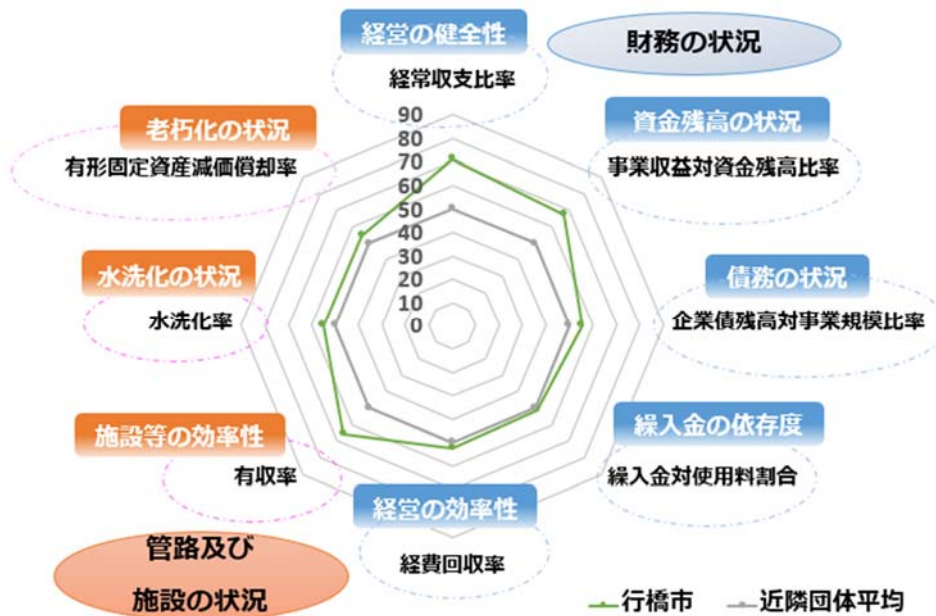 経営の健全性
経常収支比率
財務の状況
老朽化の状況
有形固定資産減価償却率
資金残高の状況
事業収益対資金残高比率
90
80
70
60
50
40
30
20
10
0
水洗化の状況
水洗化率
債務の状況
企業債残高対事業規模比率
施設等の効率性
有収率
繰入金の依存度
繰入金対使用料割合
経営の効率性
経費回収率
管路及び
施設の状況
行橋市
近隣団体平均